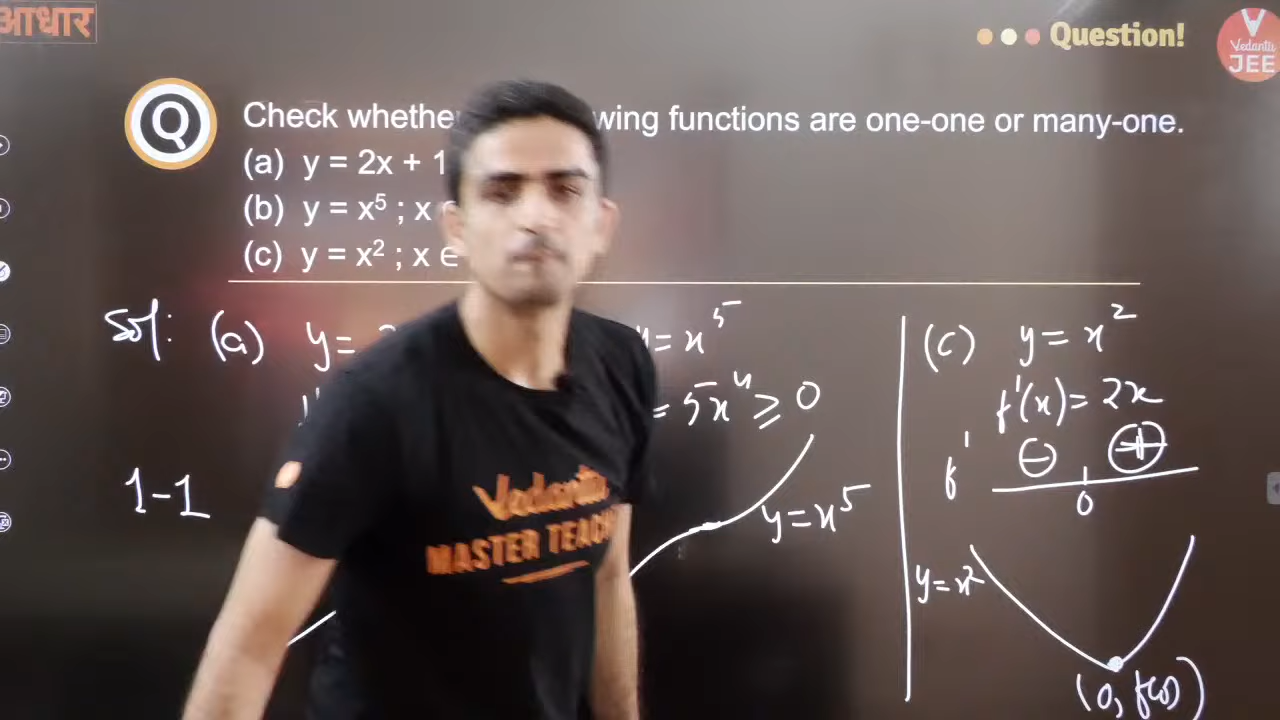 आधार
Question!
Vedantu
JEE
Q
Check whethe wing functions are one-one or many-one.
(a) y = 2x + 1
(b) y = x⁵ ; x
(c) y = x² ; x ∈
Sol: (a) y=
= x⁵
= 5x⁴ ≥ 0
1-1
y = x⁵
(c) y = x²
f'(x) = 2x
f' ⊖ ⊕
0
y = x²
(0, f(0))
Vedantu
MASTER TEACH